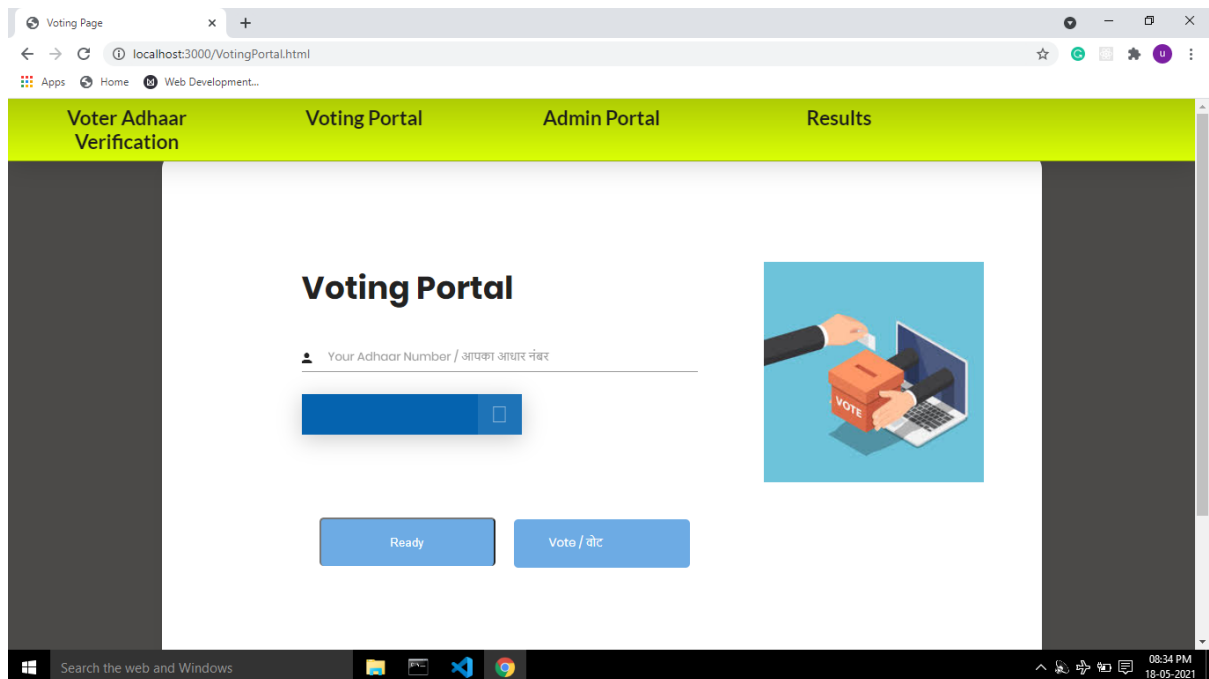 Voting Page
localhost:3000/VotingPortal.html
Apps Home Web Development...
Voter Adhaar Verification
Voting Portal
Admin Portal
Results
Voting Portal
Your Adhaar Number / आपका आधार नंबर
VOTE
Ready
Vote / वोट
Search the web and Windows
08:34 PM
18-05-2021